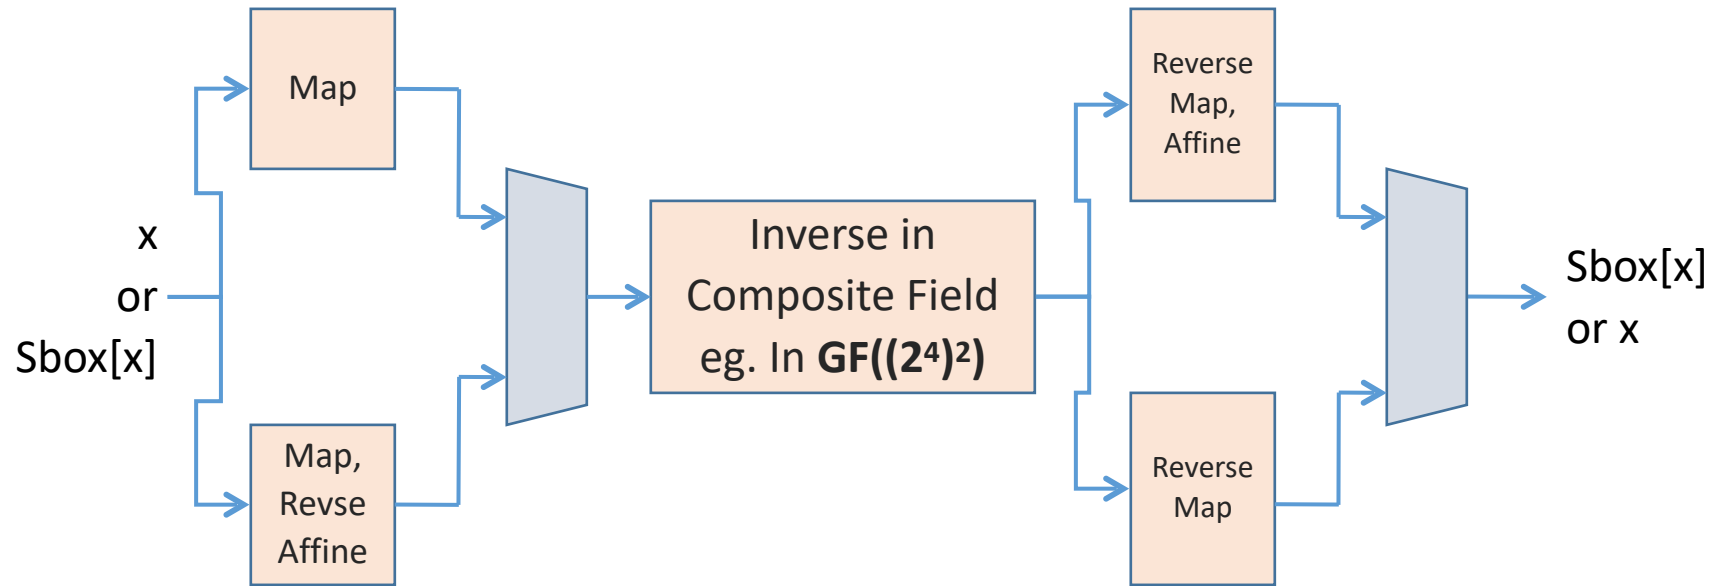 Map
x
or
Sbox[x]
Map,
Revse
Affine
Inverse in
Composite Field
eg. In GF((2⁴)²)
Reverse
Map,
Affine
Reverse
Map
Sbox[x]
or x